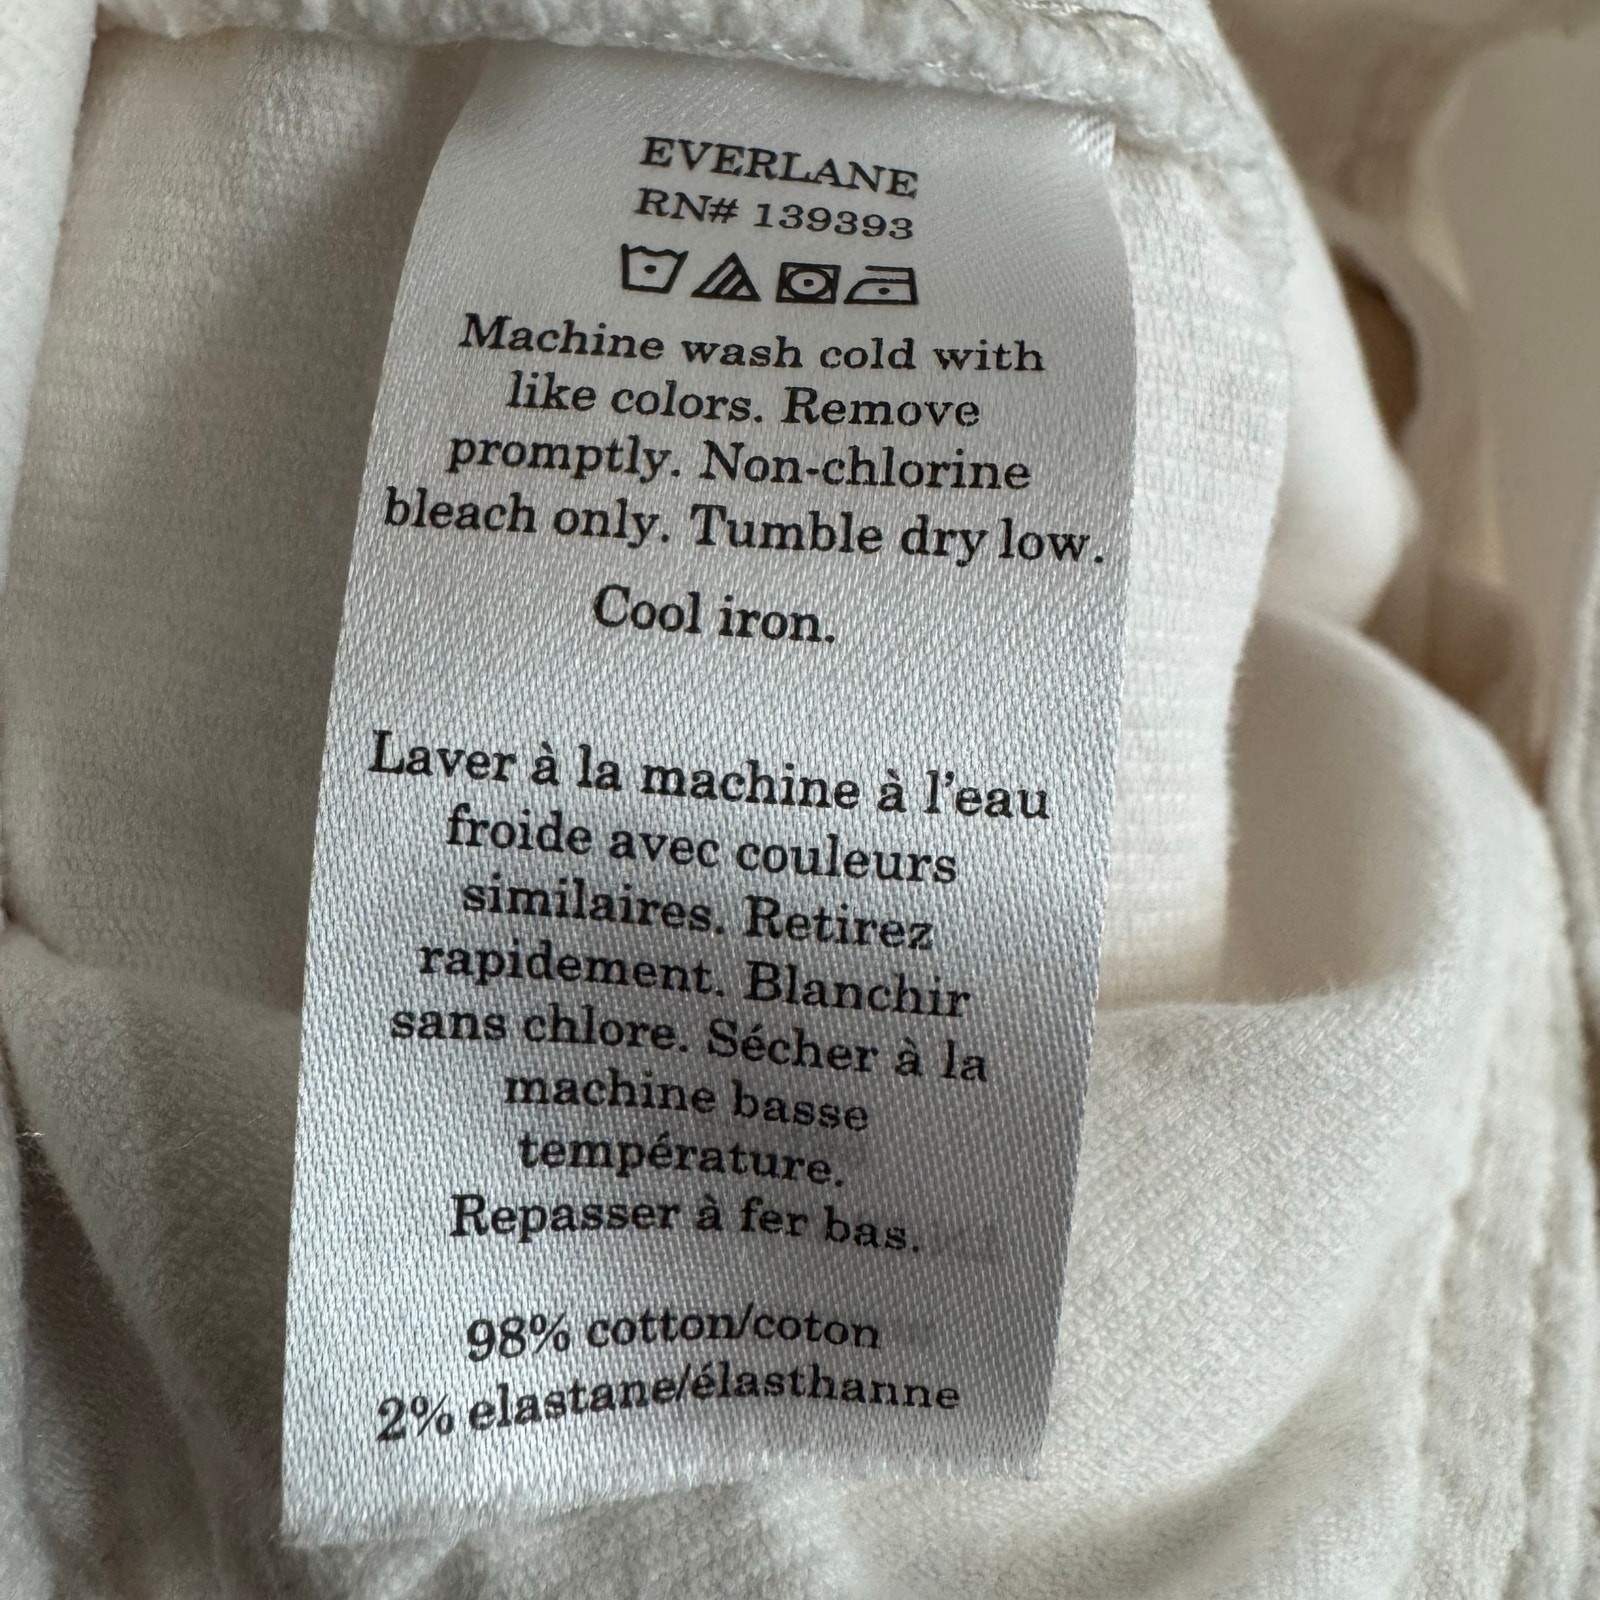 EVERLANE
RN# 139393
Machine wash cold with
like colors. Remove
promptly. Non-chlorine
bleach only. Tumble dry low.
Cool iron.
Laver à la machine à l'eau
froide avec couleurs
similaires. Retirez
rapidement. Blanchir
sans chlore. Sécher à la
machine basse
température.
Repasser à fer bas.
98% cotton/coton
2% elastane/élasthanne